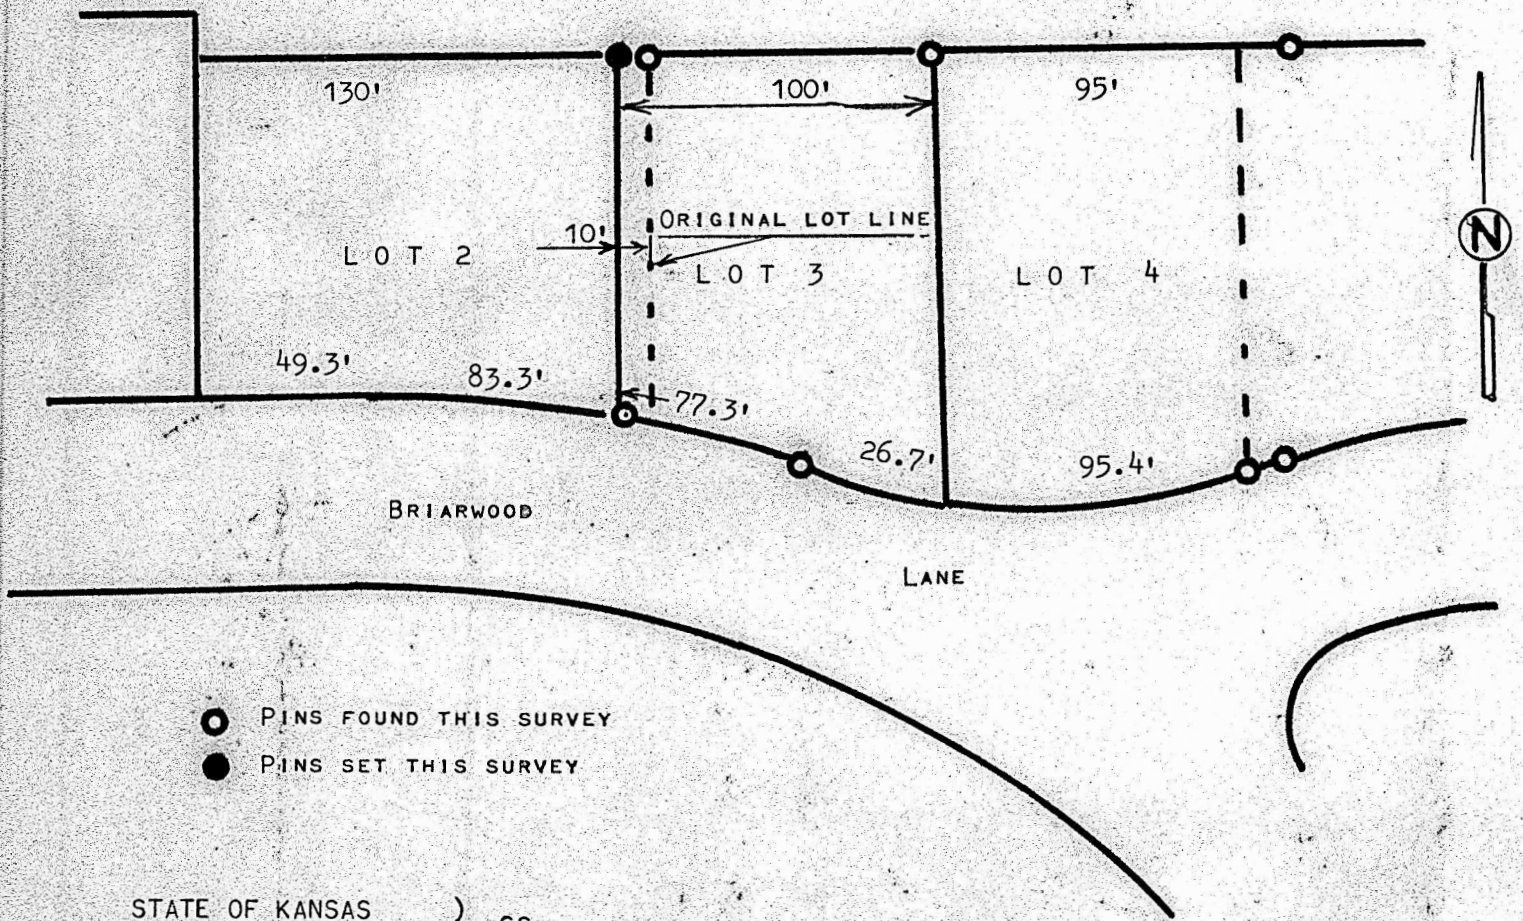 130'
100'
95'
10'
ORIGINAL LOT LINE
LOT 2
LOT 3
LOT 4
N
49.3'
83.3'
77.3'
26.7'
95.4'
BRIARWOOD
LANE
PINS FOUND THIS SURVEY
PINS SET THIS SURVEY
STATE OF KANSAS )